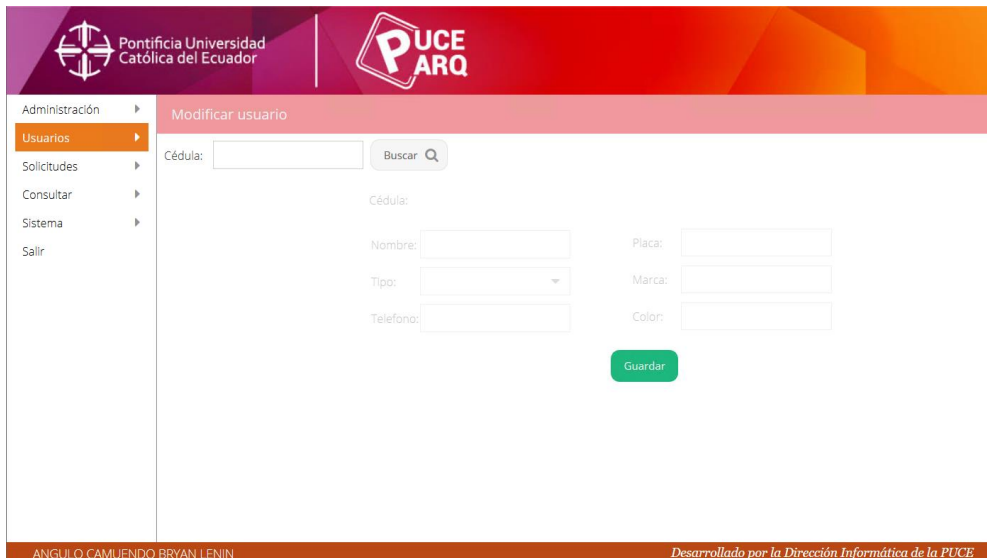 Pontificia Universidad
Católica del Ecuador
PUCE
PARQ
Administración
Usuarios
Solicitudes
Consultar
Sistema
Salir
Modificar usuario
Cédula:
Buscar
Cédula:
Nombre:
Placa:
Tipo:
Marca:
Telefono:
Color:
Guardar
ANGULO CAMUENDO BRYAN LENIN
Desarrollado por la Dirección Informática de la PUCE